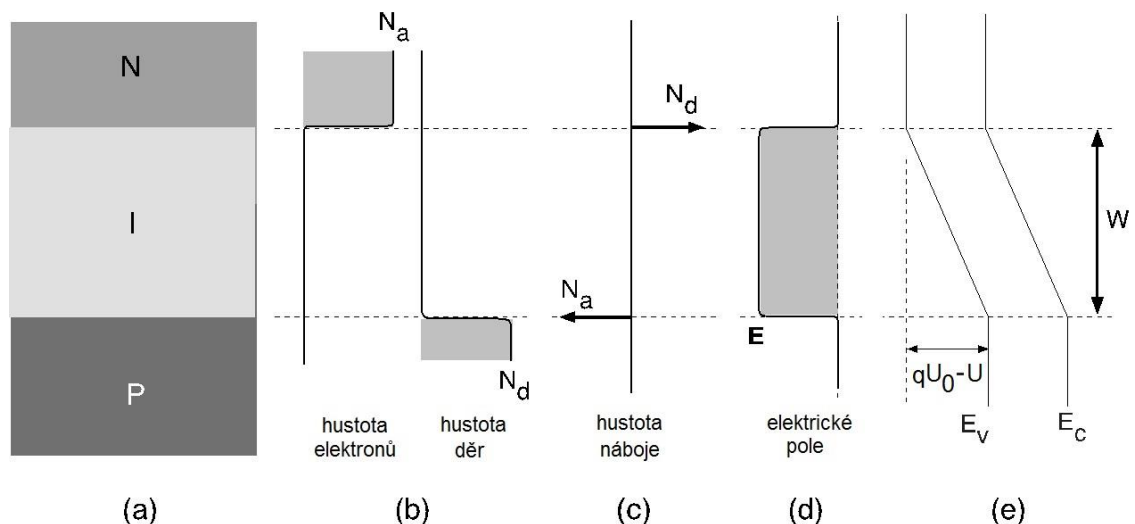 N
I
P
(a)
N_a
N_d
hustota
elektronů
hustota
děr
(b)
N_d
N_a
hustota
náboje
(c)
E
elektrické
pole
(d)
W
qU_0-U
E_v
E_c
(e)